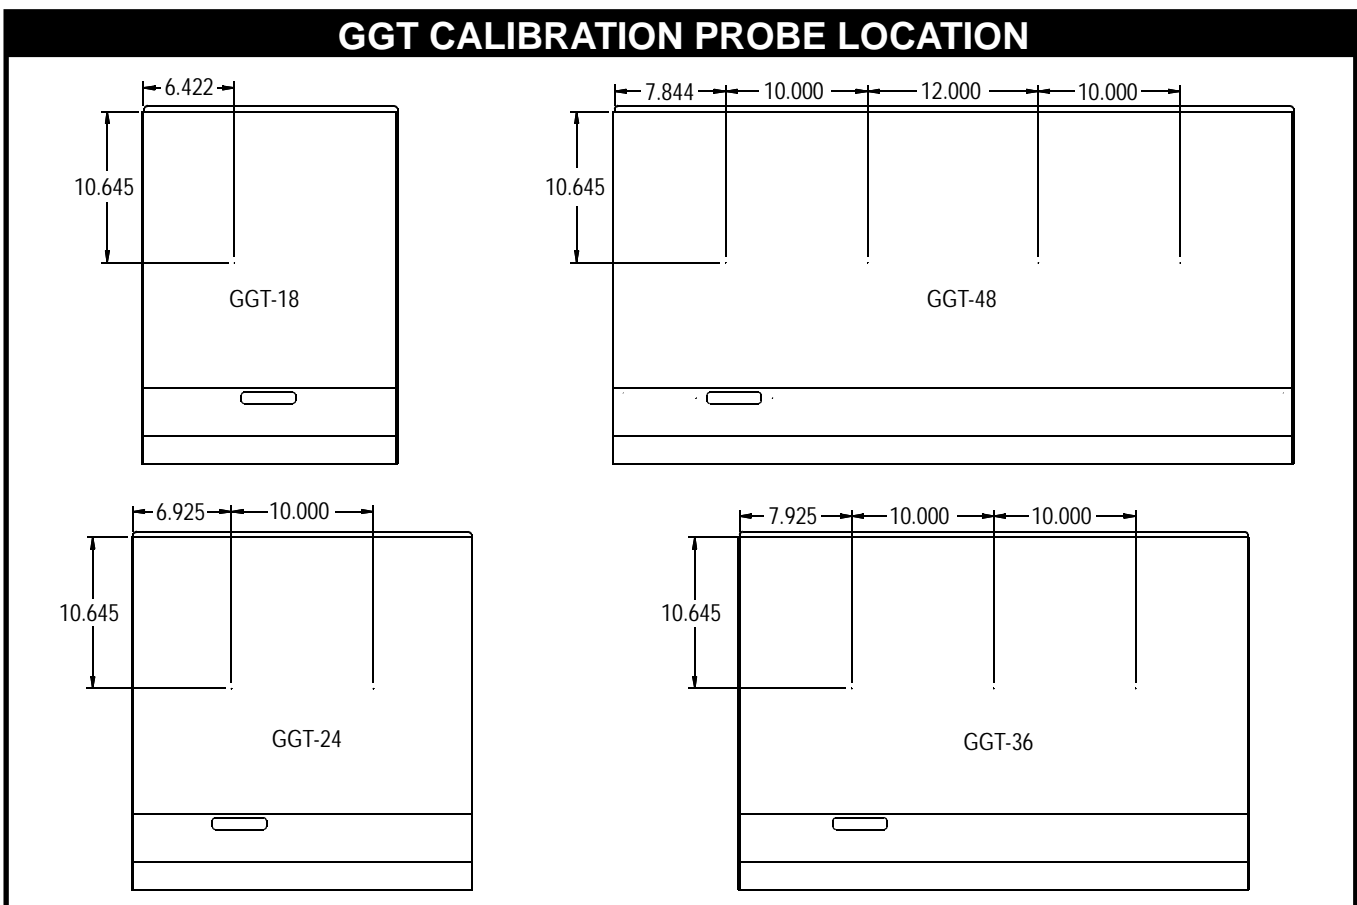 GGT CALIBRATION PROBE LOCATION
6.422
7.844 10.000 12.000 10.000
10.645
10.645
GGT-18
GGT-48
6.925 10.000
7.925 10.000 10.000
10.645
10.645
GGT-24
GGT-36